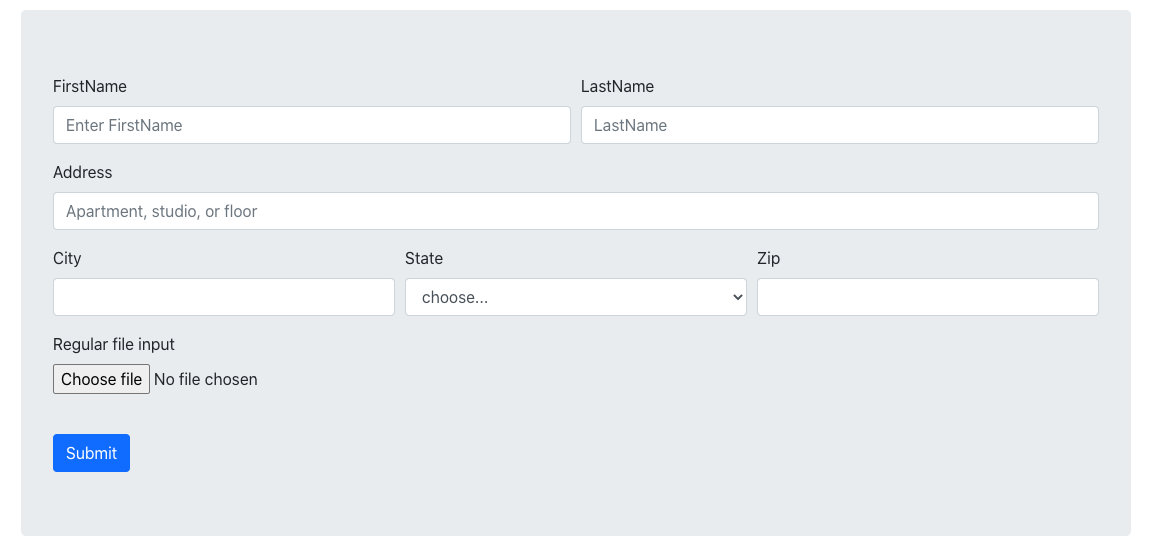 FirstName LastName
Enter FirstName LastName
Address
Apartment, studio, or floor
City State Zip
choose...
Regular file input
Choose file No file chosen
Submit